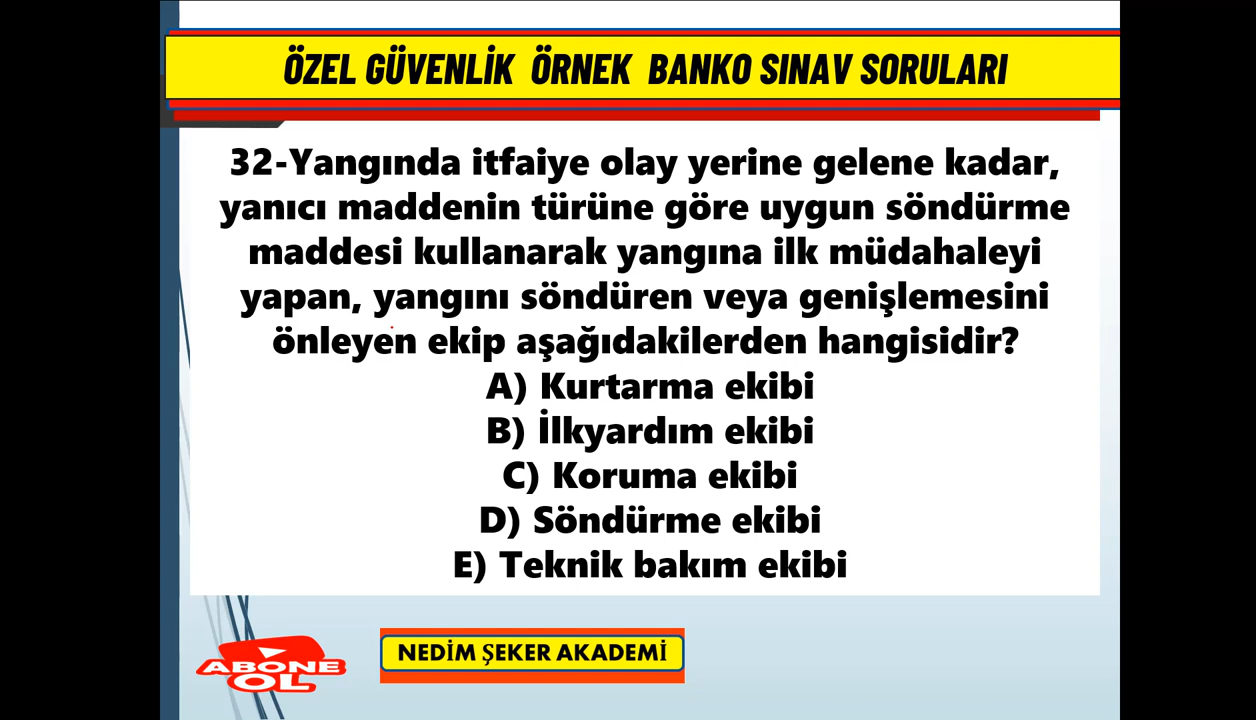 ÖZEL GÜVENLİK ÖRNEK BANKO SINAV SORULARI
32-Yangında itfaiye olay yerine gelene kadar,
yanıcı maddenin türüne göre uygun söndürme
maddesi kullanarak yangına ilk müdahaleyi
yapan, yangını söndüren veya genişlemesini
önleyen ekip aşağıdakilerden hangisidir?
A) Kurtarma ekibi
B) İlkyardım ekibi
C) Koruma ekibi
D) Söndürme ekibi
E) Teknik bakım ekibi
ABONE
OL
NEDİM ŞEKER AKADEMİ